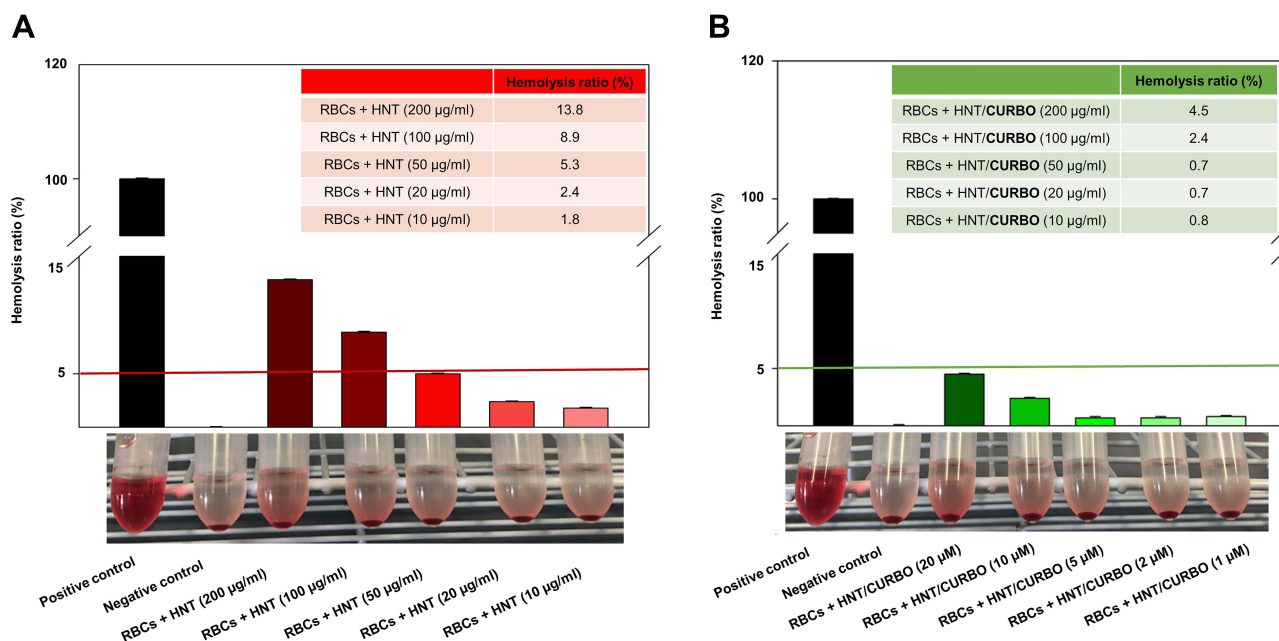 A
Hemolysis ratio (%)
120
100
15
5
Hemolysis ratio (%)
RBCs + HNT (200 µg/ml) 13.8
RBCs + HNT (100 µg/ml) 8.9
RBCs + HNT (50 µg/ml) 5.3
RBCs + HNT (20 µg/ml) 2.4
RBCs + HNT (10 µg/ml) 1.8
Positive control
Negative control
RBCs + HNT (200 µg/ml)
RBCs + HNT (100 µg/ml)
RBCs + HNT (50 µg/ml)
RBCs + HNT (20 µg/ml)
RBCs + HNT (10 µg/ml)
B
Hemolysis ratio (%)
120
100
15
5
Hemolysis ratio (%)
RBCs + HNT/CURBO (200 µg/ml) 4.5
RBCs + HNT/CURBO (100 µg/ml) 2.4
RBCs + HNT/CURBO (50 µg/ml) 0.7
RBCs + HNT/CURBO (20 µg/ml) 0.7
RBCs + HNT/CURBO (10 µg/ml) 0.8
Positive control
Negative control
RBCs + HNT/CURBO (20 µM)
RBCs + HNT/CURBO (10 µM)
RBCs + HNT/CURBO (5 µM)
RBCs + HNT/CURBO (2 µM)
RBCs + HNT/CURBO (1 µM)